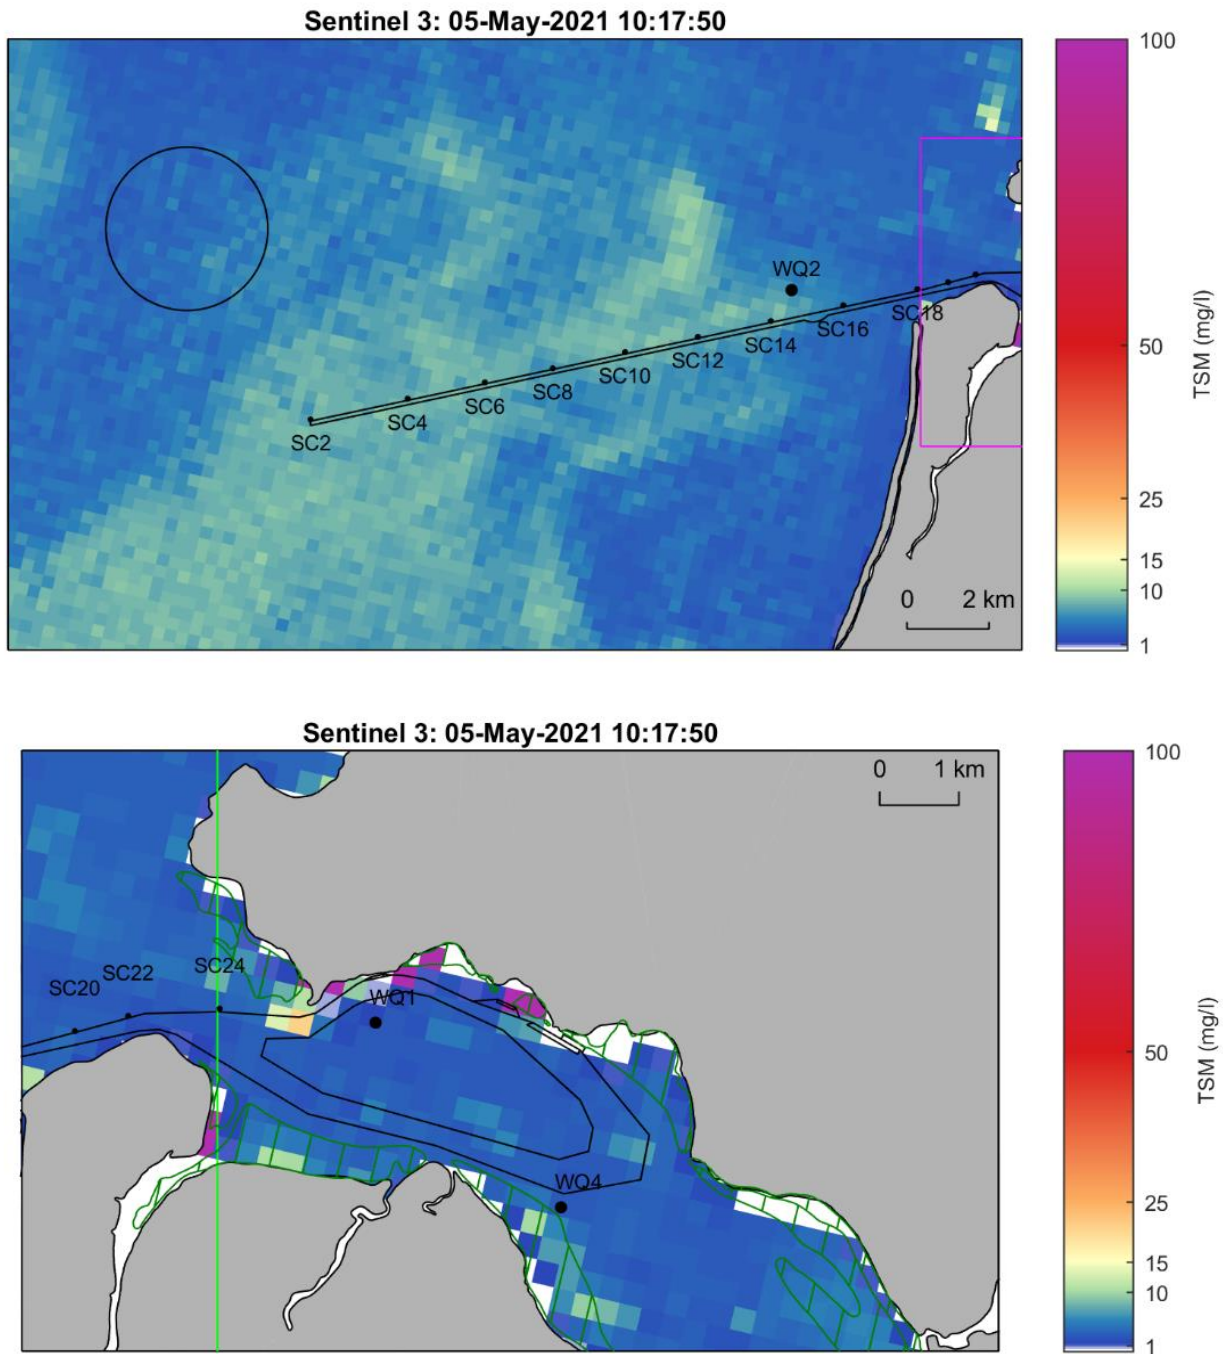 Sentinel 3: 05-May-2021 10:17:50
100
WQ2
SC18
SC16
SC14
SC12
SC10
SC8
SC6
SC4
SC2
50
TSM (mg/l)
25
15
10
1
0 2 km
Sentinel 3: 05-May-2021 10:17:50
100
0 1 km
SC20
SC22
SC24
WQ1
WQ4
50
TSM (mg/l)
25
15
10
1